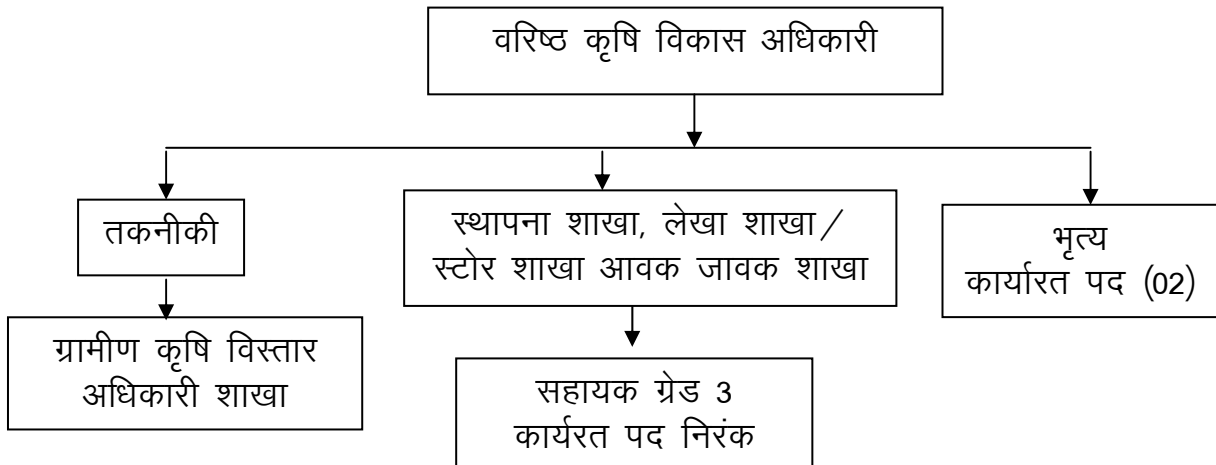 वरिष्ठ कृषि विकास अधिकारी
तकनीकी
स्थापना शाखा, लेखा शाखा/
स्टोर शाखा आवक जावक शाखा
भृत्य
कार्यारत पद (02)
ग्रामीण कृषि विस्तार
अधिकारी शाखा
सहायक ग्रेड 3
कार्यरत पद निरंक